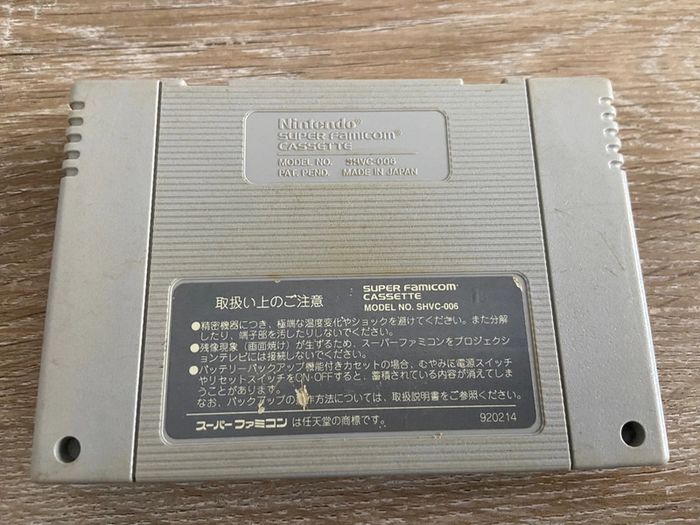 Nintendo®
SUPER FAMICOM®
CASSETTE
MODEL NO. SHVC-006
PAT. PEND. MADE IN JAPAN
取扱い上のご注意
SUPER FAMICOM™
CASSETTE
MODEL NO. SHVC-006
●精密機器につき、極端な温度変化やショックを避けてください。また分解
したり、端子部を汚したりしないでください。
●残像現象（画面焼け）が生ずるため、スーパーファミコンをプロジェクシ
ョンテレビには接続しないでください。
●バッテリーバックアップ機能付きカセットの場合、むやみに電源スイッチ
やリセットスイッチをON・OFFすると、蓄積されている内容が消えてしま
うことがあります。
なお、バックアップの作方法については、取扱説明書をご参照ください。
スーパーファミコンは任天堂の商標です。
920214